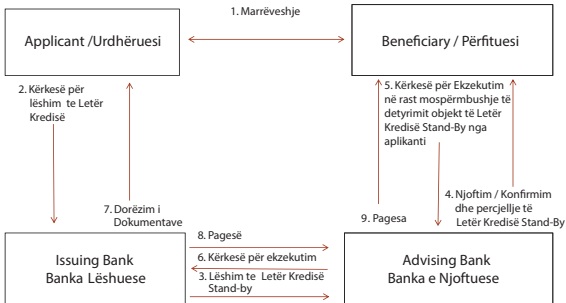 1. Marrëveshje
Applicant /Urdhëruesi
Beneficiary / Përfituesi
2. Kërkesë për
lëshim te Letër
Kredisë
5. Kërkesë për Ekzekutim
në rast mospërmbushje të
detyrimit objekt të Letër
Kredisë Stand-By nga
aplikanti
4. Njoftim / Konfirmim
dhe percjellje të
Letër Kredisë Stand-By
7. Dorëzim i
Dokumentave
9. Pagesa
8. Pagesë
6. Kërkesë për ekzekutim
3. Lëshim te Letër Kredisë
Stand-by
Issuing Bank
Banka Lëshuese
Advising Bank
Banka e Njoftuese